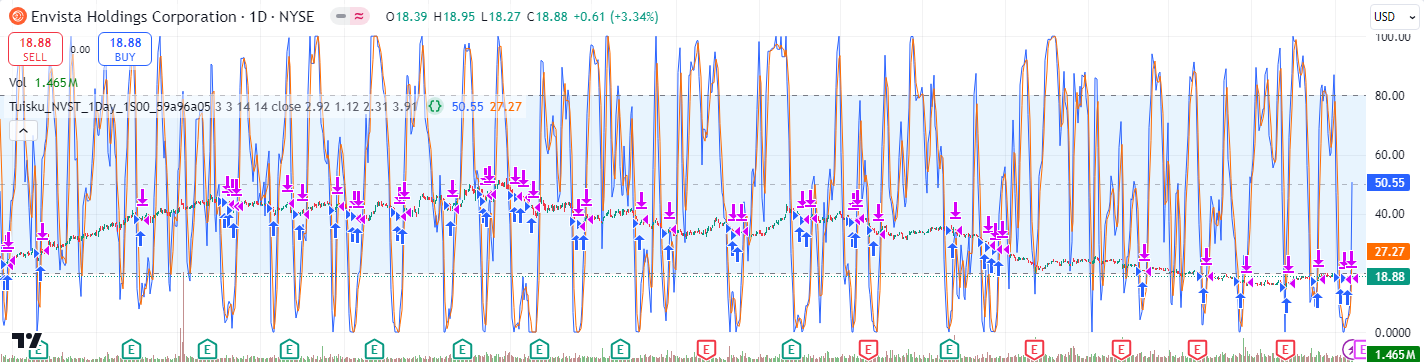 Envista Holdings Corporation · 1D · NYSE O18.39 H18.95 L18.27 C18.88 +0.61 (+3.34%) USD
100.00
18.88 SELL 0.00 18.88 BUY
Vol 1.465M
80.00
Tuisku_NVST_1Day_1S00_59a96a05 3 3 14 14 close 2.92 1.12 2.31 3.91 {} 50.55 27.27
60.00
50.55
40.00
27.27
18.88
0.0000
E E E E E E E E E E E E E E E E E
1.465M